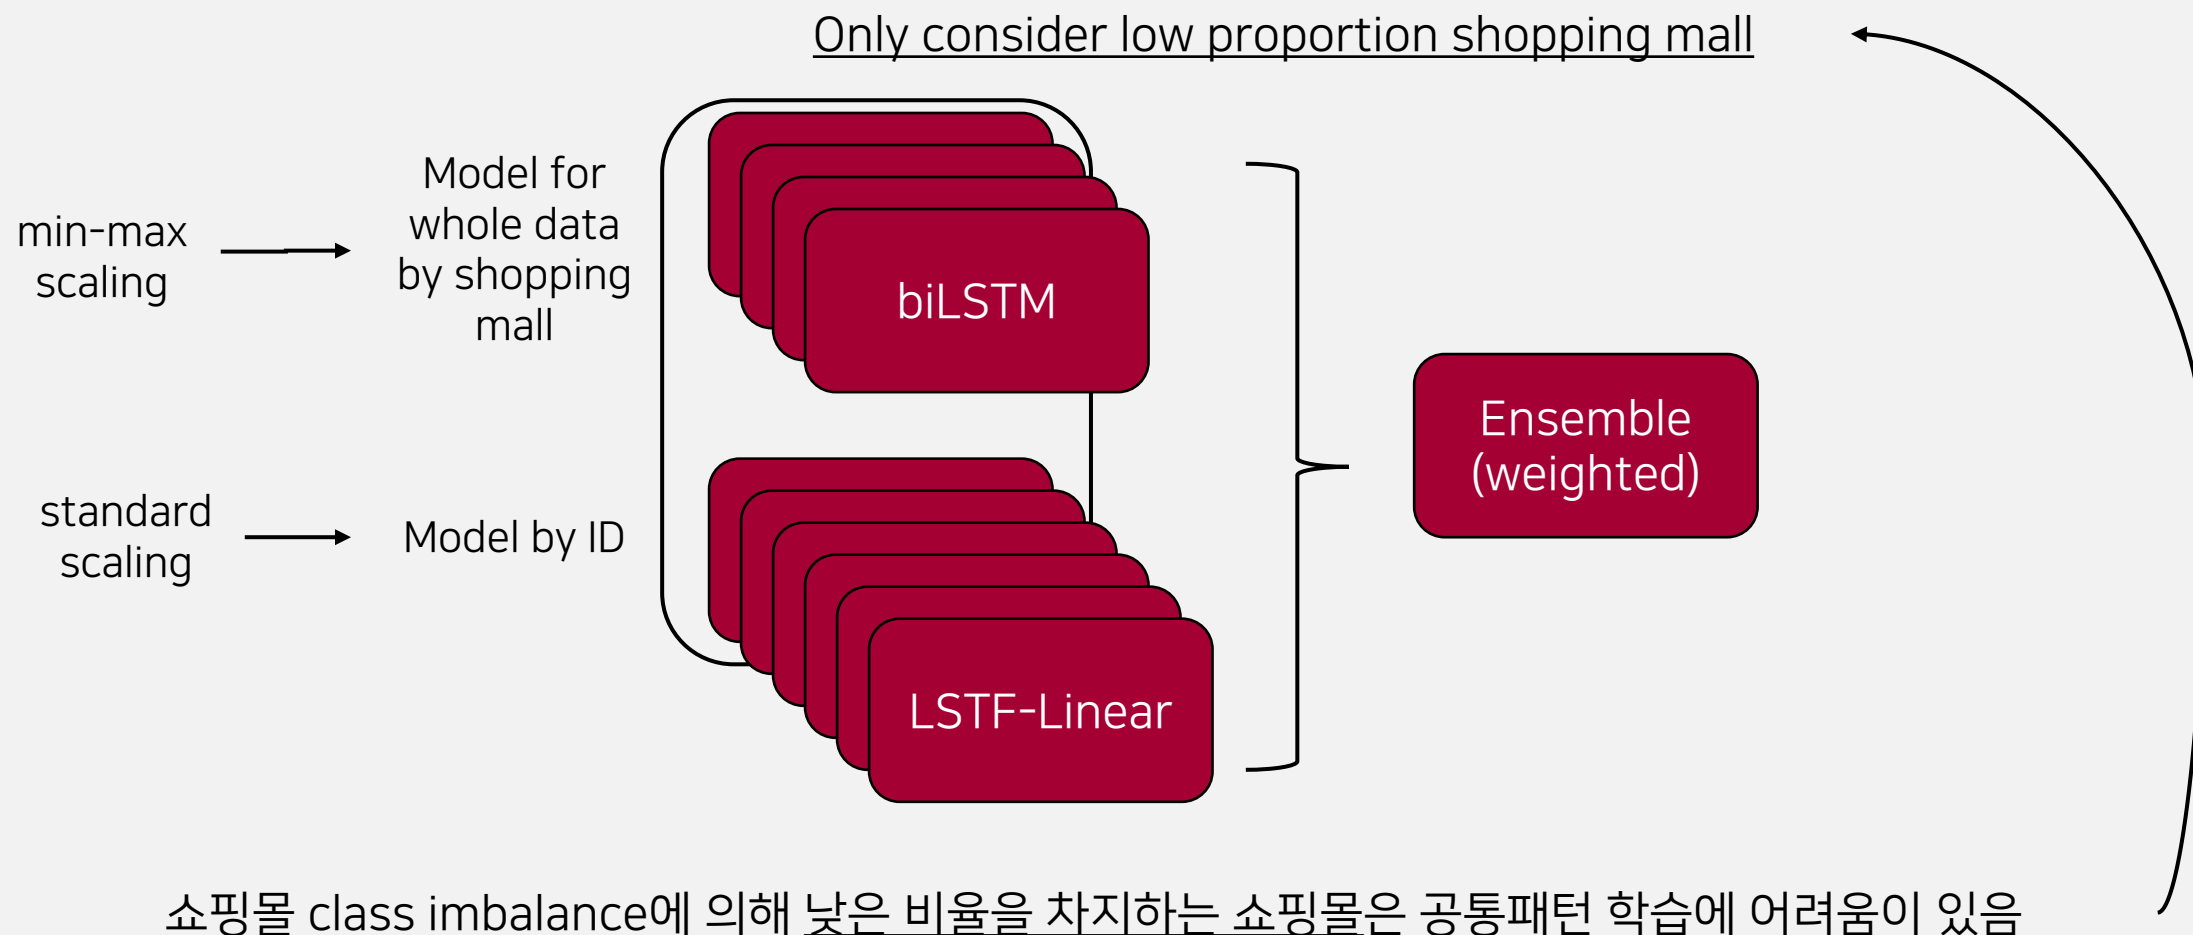 Only consider low proportion shopping mall
min-max
scaling
Model for
whole data
by shopping
mall
biLSTM
Ensemble
(weighted)
standard
scaling
Model by ID
LSTF-Linear
쇼핑몰 class imbalance에 의해 낮은 비율을 차지하는 쇼핑몰은 공통패턴 학습에 어려움이 있음